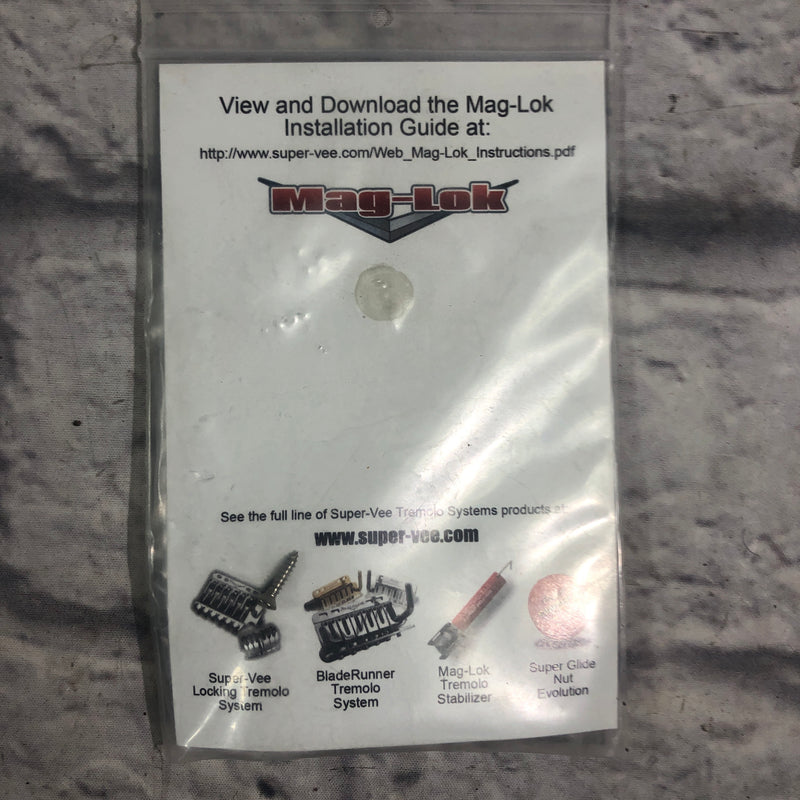 View and Download the Mag-Lok
Installation Guide at:
http://www.super-vee.com/Web_Mag-Lok_Instructions.pdf
Mag-Lok
See the full line of Super-Vee Tremolo Systems products at:
www.super-vee.com
Super-Vee
Locking Tremolo
System
BladeRunner
Tremolo
System
Mag-Lok
Tremolo
Stabilizer
Super Glide
Nut
Evolution